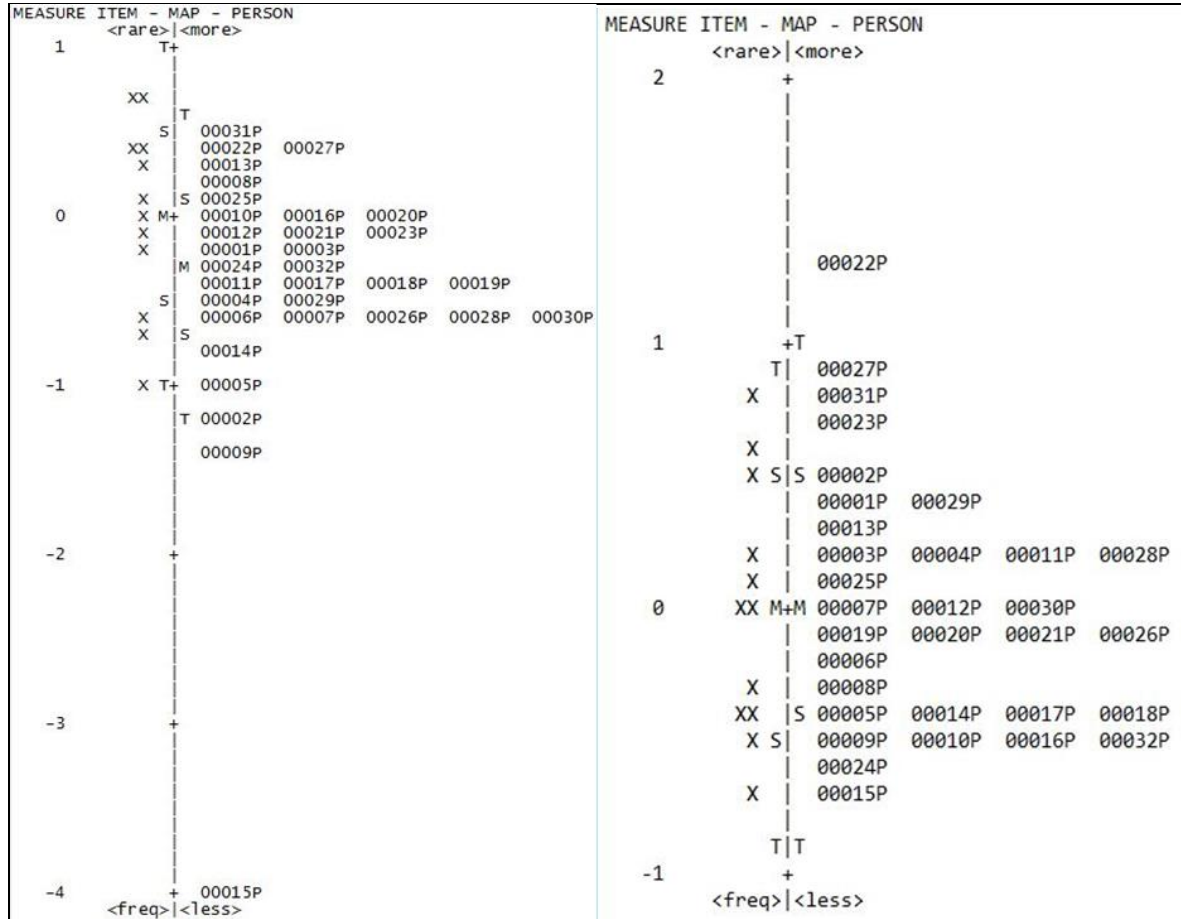 MEASURE ITEM - MAP - PERSON
<rare>|<more>
1 T+
XX |
|T
S| 00031P
XX | 00022P 00027P
X | 00013P
| 00008P
X |S 00025P
0 X M+ 00010P 00016P 00020P
X | 00012P 00021P 00023P
X | 00001P 00003P
|M 00024P 00032P
| 00011P 00017P 00018P 00019P
S| 00004P 00029P
X | 00006P 00007P 00026P 00028P 00030P
X |S
| 00014P
-1 X T+ 00005P
|T 00002P
| 00009P
-2 +
-3 +
-4 + 00015P
<freq>|<less>
MEASURE ITEM - MAP - PERSON
<rare>|<more>
2 +
| 00022P
1 +T
T| 00027P
X | 00031P
| 00023P
X |
X S|S 00002P
| 00001P 00029P
| 00013P
X | 00003P 00004P 00011P 00028P
X | 00025P
0 XX M+M 00007P 00012P 00030P
| 00019P 00020P 00021P 00026P
| 00006P
X | 00008P
XX |S 00005P 00014P 00017P 00018P
X S| 00009P 00010P 00016P 00032P
| 00024P
X | 00015P
T|T
-1 +
<freq>|<less>